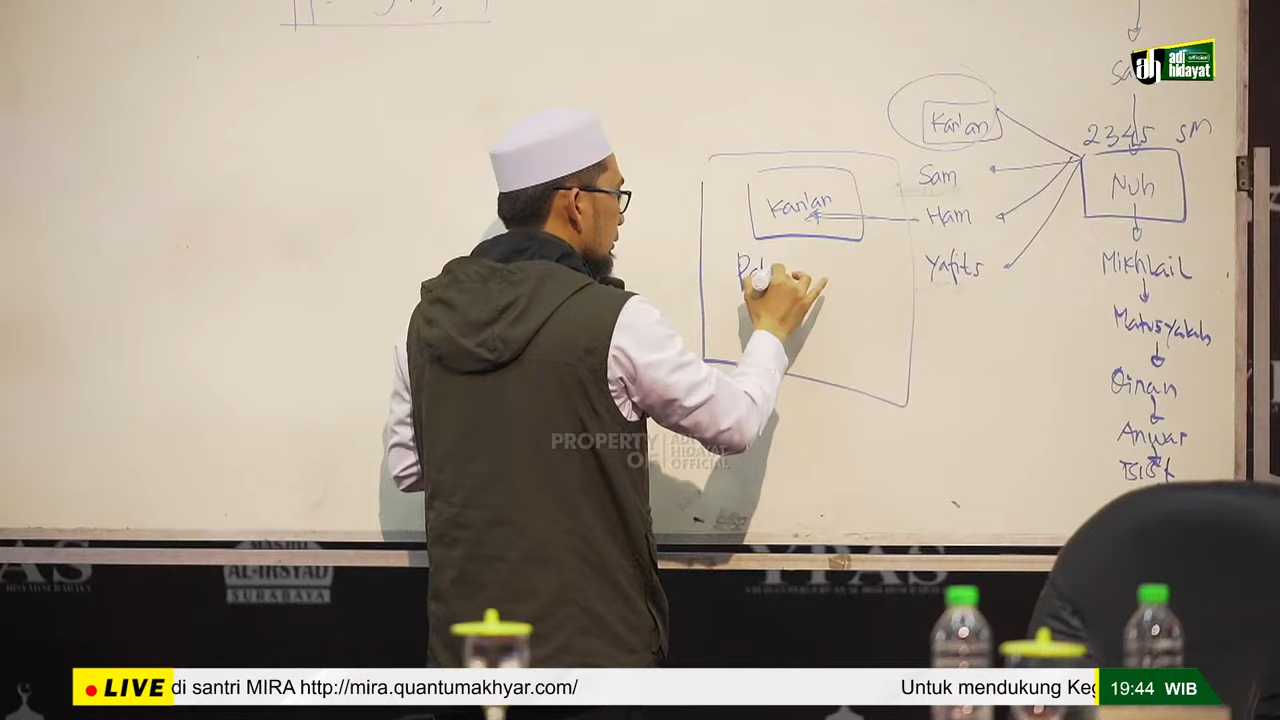 adi
hidayat
official
2345 SM
Kan'an
Sam
Ham
Yafits
Nuh
Kan'an
Mikhlail
Matusyalakh
Qinan
Anwar
PROPERTY OF
ADI HIDAYAT OFFICIAL
AL-IRSYAD
SURABAYA
YPAS
LIVE di santri MIRA http://mira.quantumakhyar.com/ Untuk mendukung Keg 19:44 WIB